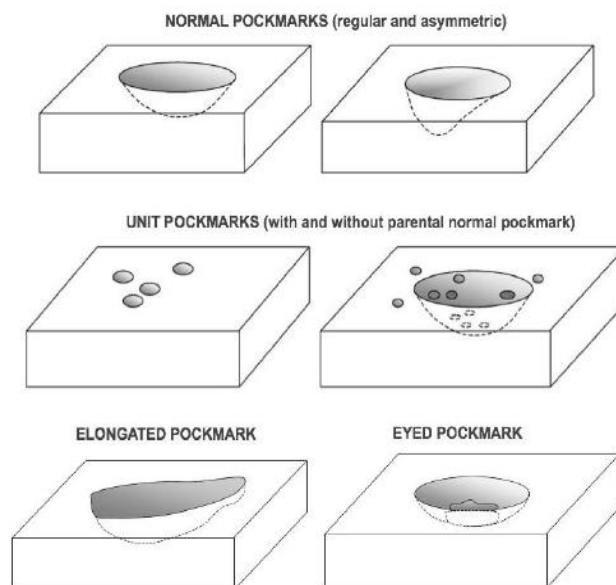 NORMAL POCKMARKS (regular and asymmetric)
UNIT POCKMARKS (with and without parental normal pockmark)
ELONGATED POCKMARK
EYED POCKMARK